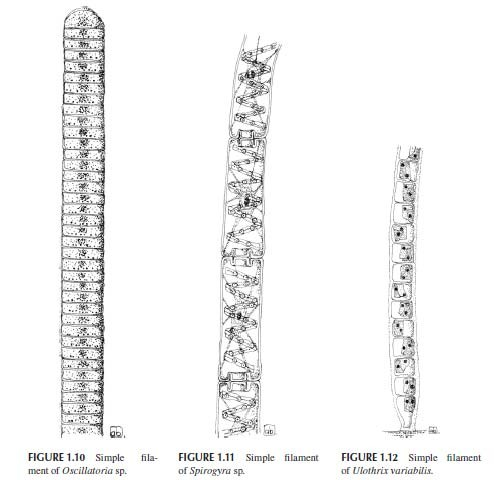 FIGURE 1.10 Simple fila-
ment of Oscillatoria sp.
FIGURE 1.11 Simple filament
of Spirogyra sp.
FIGURE 1.12 Simple filament
of Ulothrix variabilis.